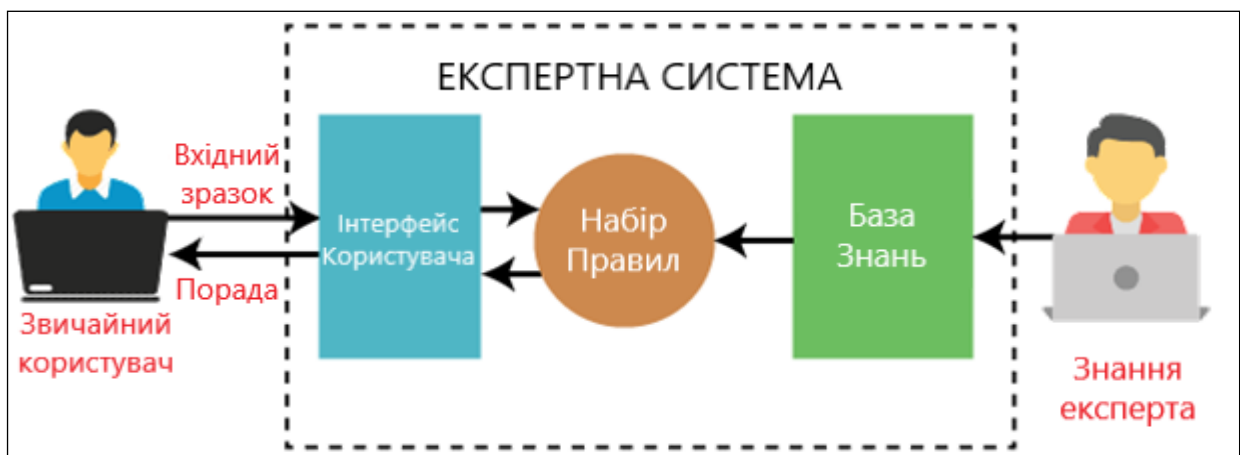 ЕКСПЕРТНА СИСТЕМА
Вхідний
зразок
Порада
Звичайний
користувач
Інтерфейс
Користувача
Набір
Правил
База
Знань
Знання
експерта